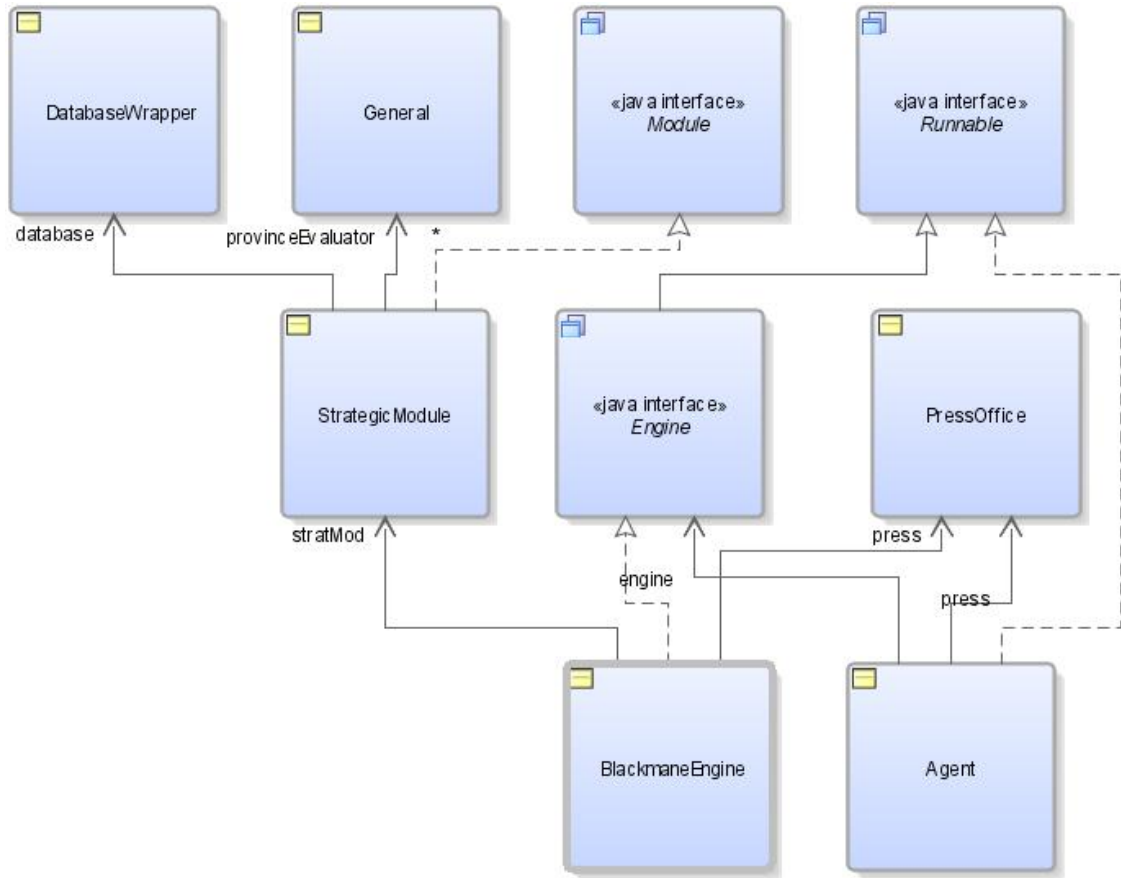 DatabaseWrapper
General
«java interface»
Module
«java interface»
Runnable
database
provinceEvaluator
*
StrategicModule
«java interface»
Engine
PressOffice
stratMod
press
engine
press
BlackmaneEngine
Agent